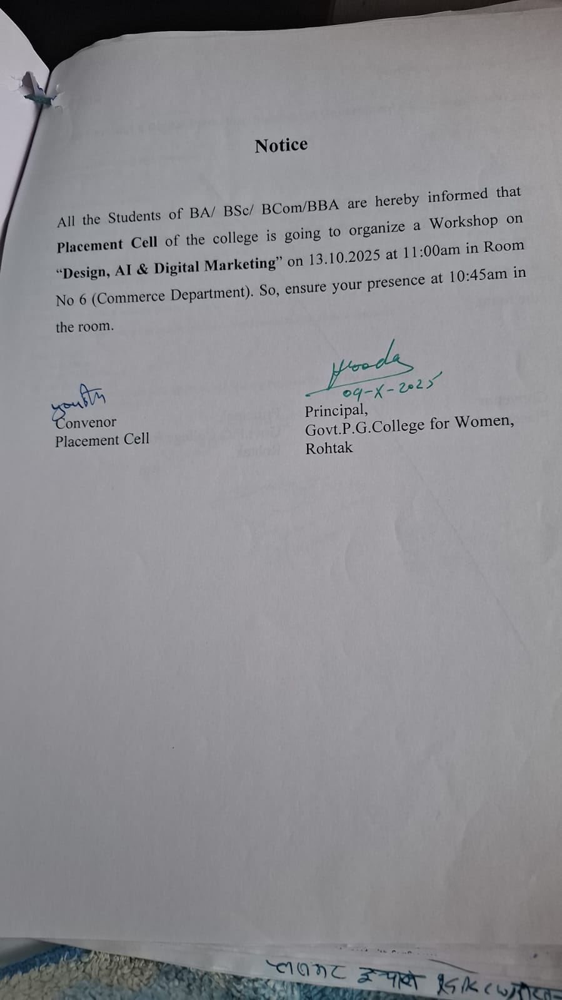 Notice
All the Students of BA/ BSc/ BCom/BBA are hereby informed that
Placement Cell of the college is going to organize a Workshop on
“Design, AI & Digital Marketing” on 13.10.2025 at 11:00am in Room
No 6 (Commerce Department). So, ensure your presence at 10:45am in
the room.
Hooda
09-X-2025
Convenor
Placement Cell
Principal,
Govt.P.G.College for Women,
Rohtak